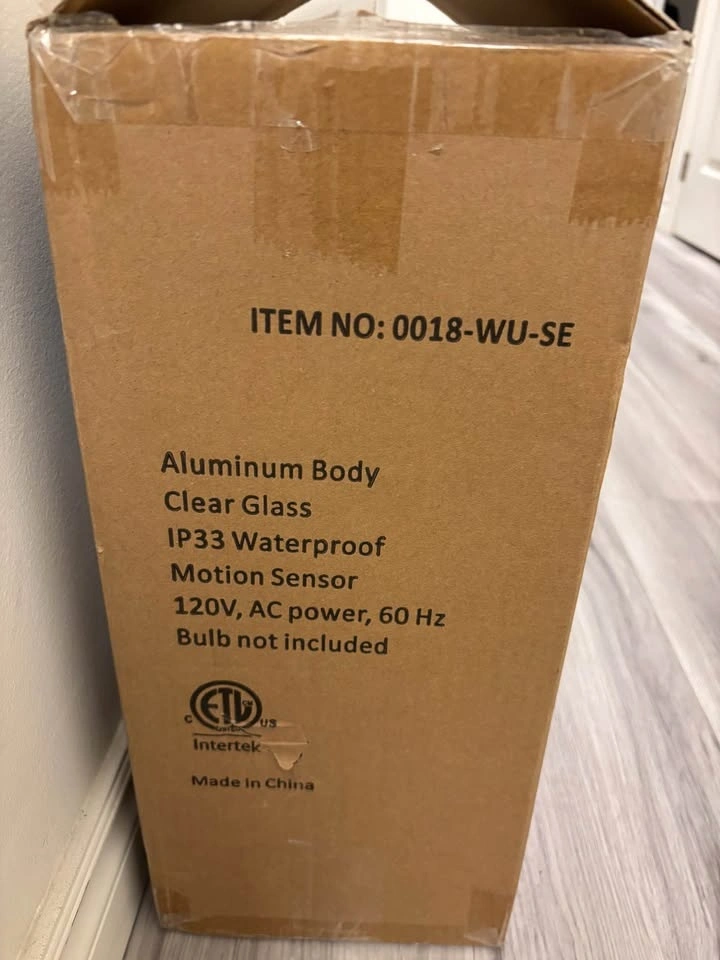 ITEM NO: 0018-WU-SE
Aluminum Body
Clear Glass
IP33 Waterproof
Motion Sensor
120V, AC power, 60 Hz
Bulb not included
ETL
C US
Intertek
Made In China